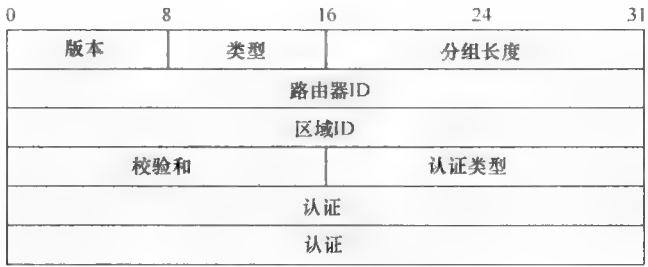 0 8 16 24 31
版本 类型 分组长度
路由器ID
区域ID
校验和 认证类型
认证
认证